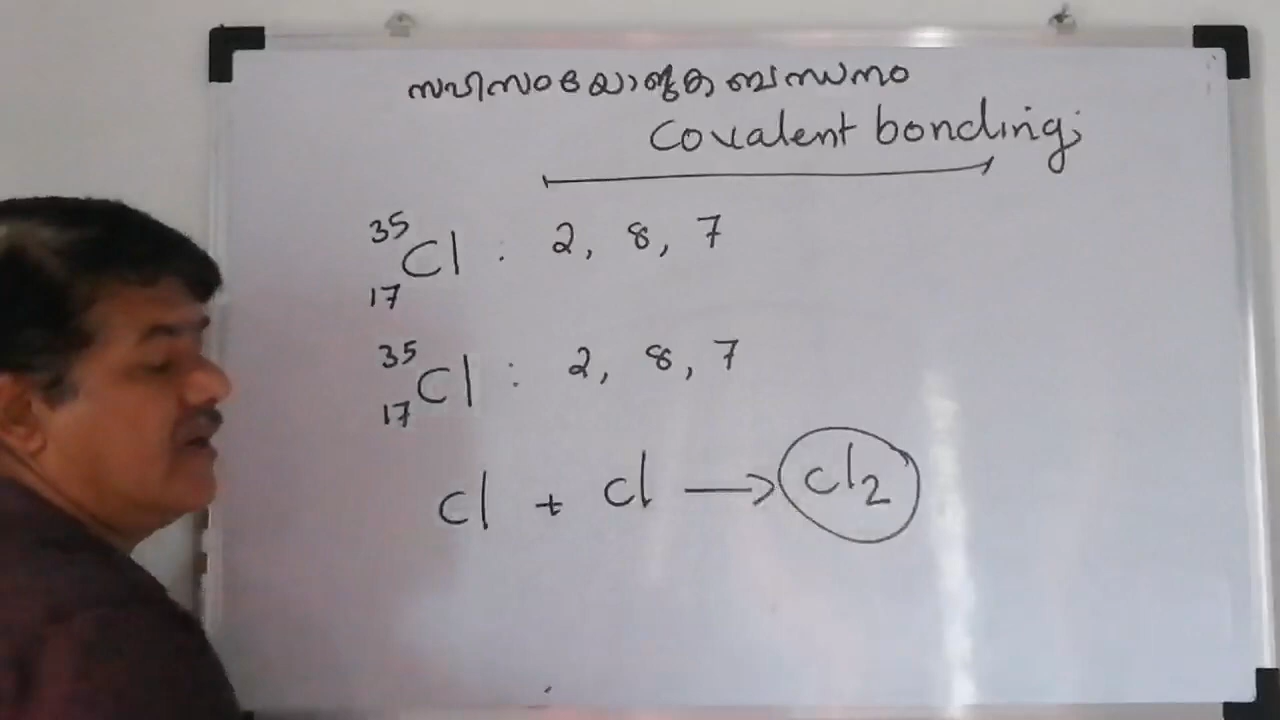 സഹസംയോജക ബന്ധനം
Covalent bonding;
³⁵₁₇Cl : 2, 8, 7
³⁵₁₇Cl : 2, 8, 7
Cl + Cl → Cl₂